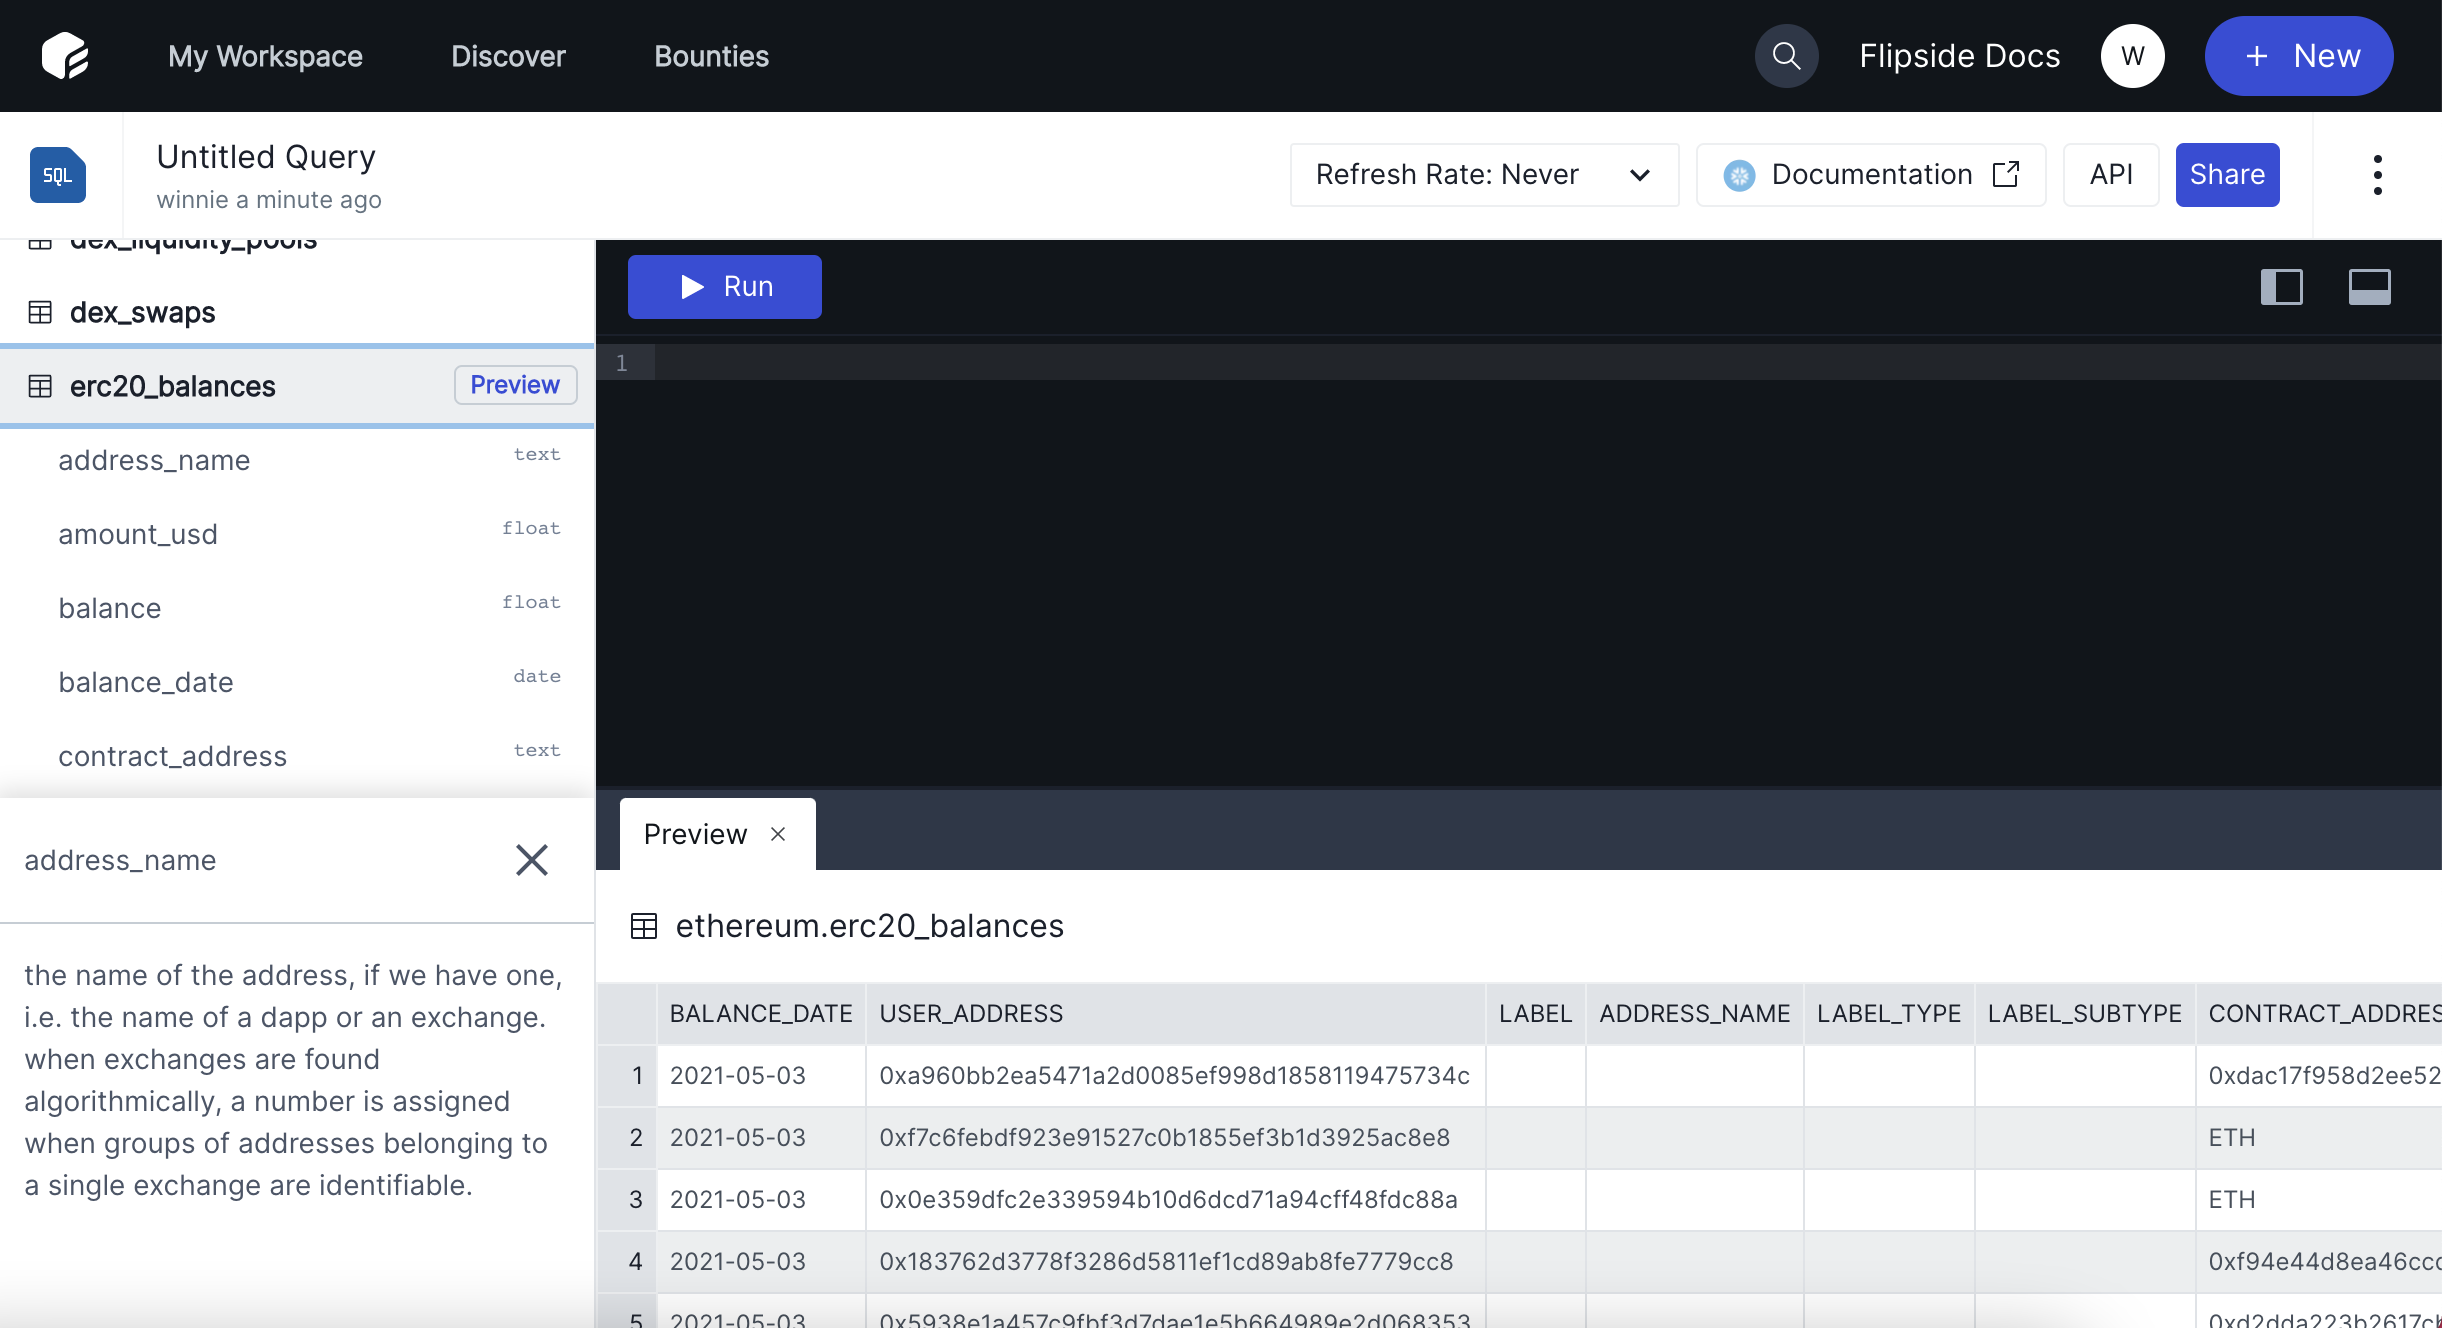 My Workspace Discover Bounties Flipside Docs W + New
SQL
Untitled Query
winnie a minute ago
Refresh Rate: Never Documentation API Share
dex_liquidity_pools
dex_swaps
erc20_balances Preview
address_name text
amount_usd float
balance float
balance_date date
contract_address text
address_name
the name of the address, if we have one,
i.e. the name of a dapp or an exchange.
when exchanges are found
algorithmically, a number is assigned
when groups of addresses belonging to
a single exchange are identifiable.
Run
1
Preview
ethereum.erc20_balances
BALANCE_DATE USER_ADDRESS LABEL ADDRESS_NAME LABEL_TYPE LABEL_SUBTYPE CONTRACT_ADDRES
1 2021-05-03 0xa960bb2ea5471a2d0085ef998d1858119475734c 0xdac17f958d2ee52
2 2021-05-03 0xf7c6febdf923e91527c0b1855ef3b1d3925ac8e8 ETH
3 2021-05-03 0x0e359dfc2e339594b10d6dcd71a94cff48fdc88a ETH
4 2021-05-03 0x183762d3778f3286d5811ef1cd89ab8fe7779cc8 0xf94e44d8ea46ccc
5 2021-05-03 0x5938e1a457c9fbf3d7dae1e5b664989e2d068353